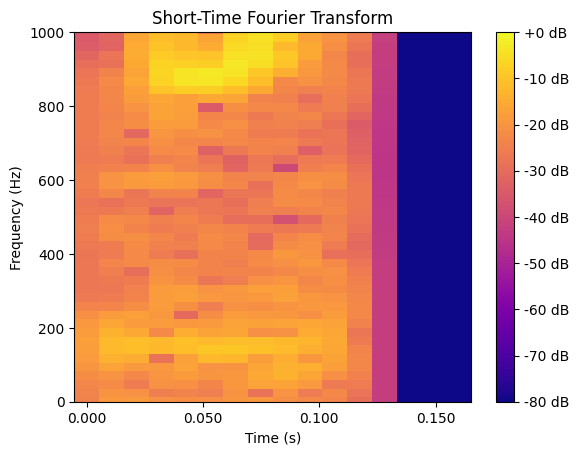 Short-Time Fourier Transform
1000
800
600
400
200
0
Frequency (Hz)
0.000
0.050
0.100
0.150
Time (s)
+0 dB
-10 dB
-20 dB
-30 dB
-40 dB
-50 dB
-60 dB
-70 dB
-80 dB